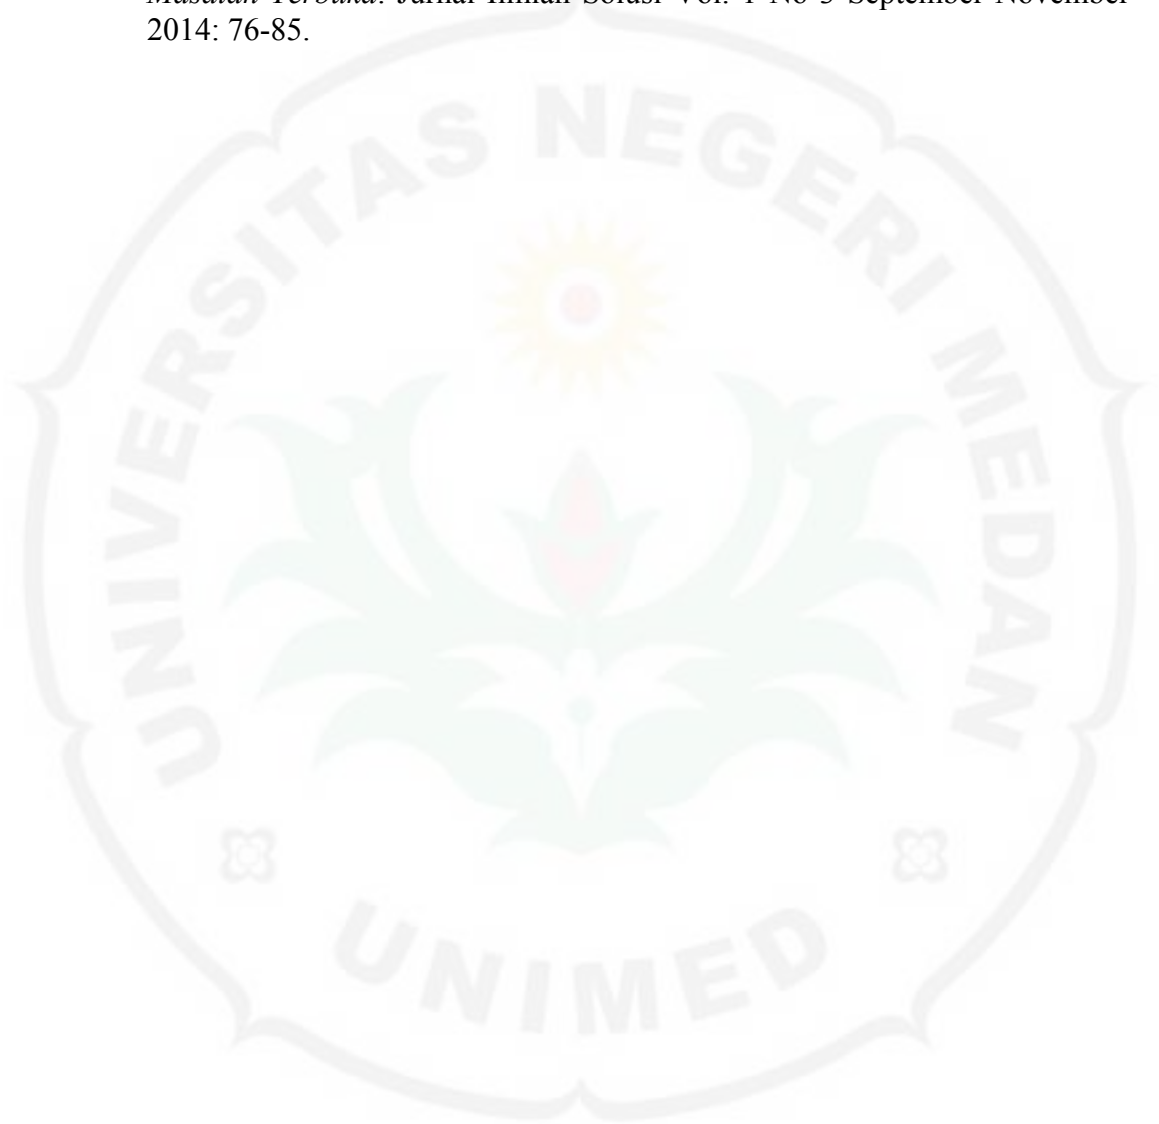 Masalah Terbuka. Jurnal Ilmiah Solusi Vol. 1 No 3 September-November
2014: 76-85.
UNIVERSITAS NEGERI MEDAN
UNIMED